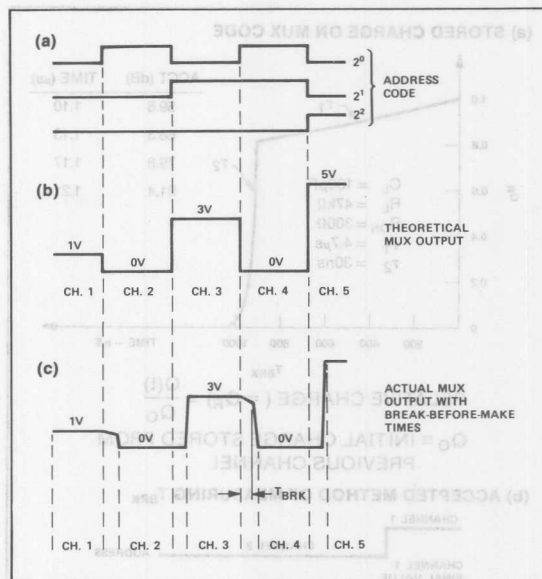 (a)
2⁰
2¹
2²
ADDRESS
CODE
(b)
1V
0V
3V
0V
5V
THEORETICAL
MUX OUTPUT
CH. 1
CH. 2
CH. 3
CH. 4
CH. 5
(c)
1V
0V
3V
0V
ACTUAL MUX
OUTPUT WITH
BREAK-BEFORE-MAKE
TIMES
TBRK
CH. 1
CH. 2
CH. 3
CH. 4
CH. 5